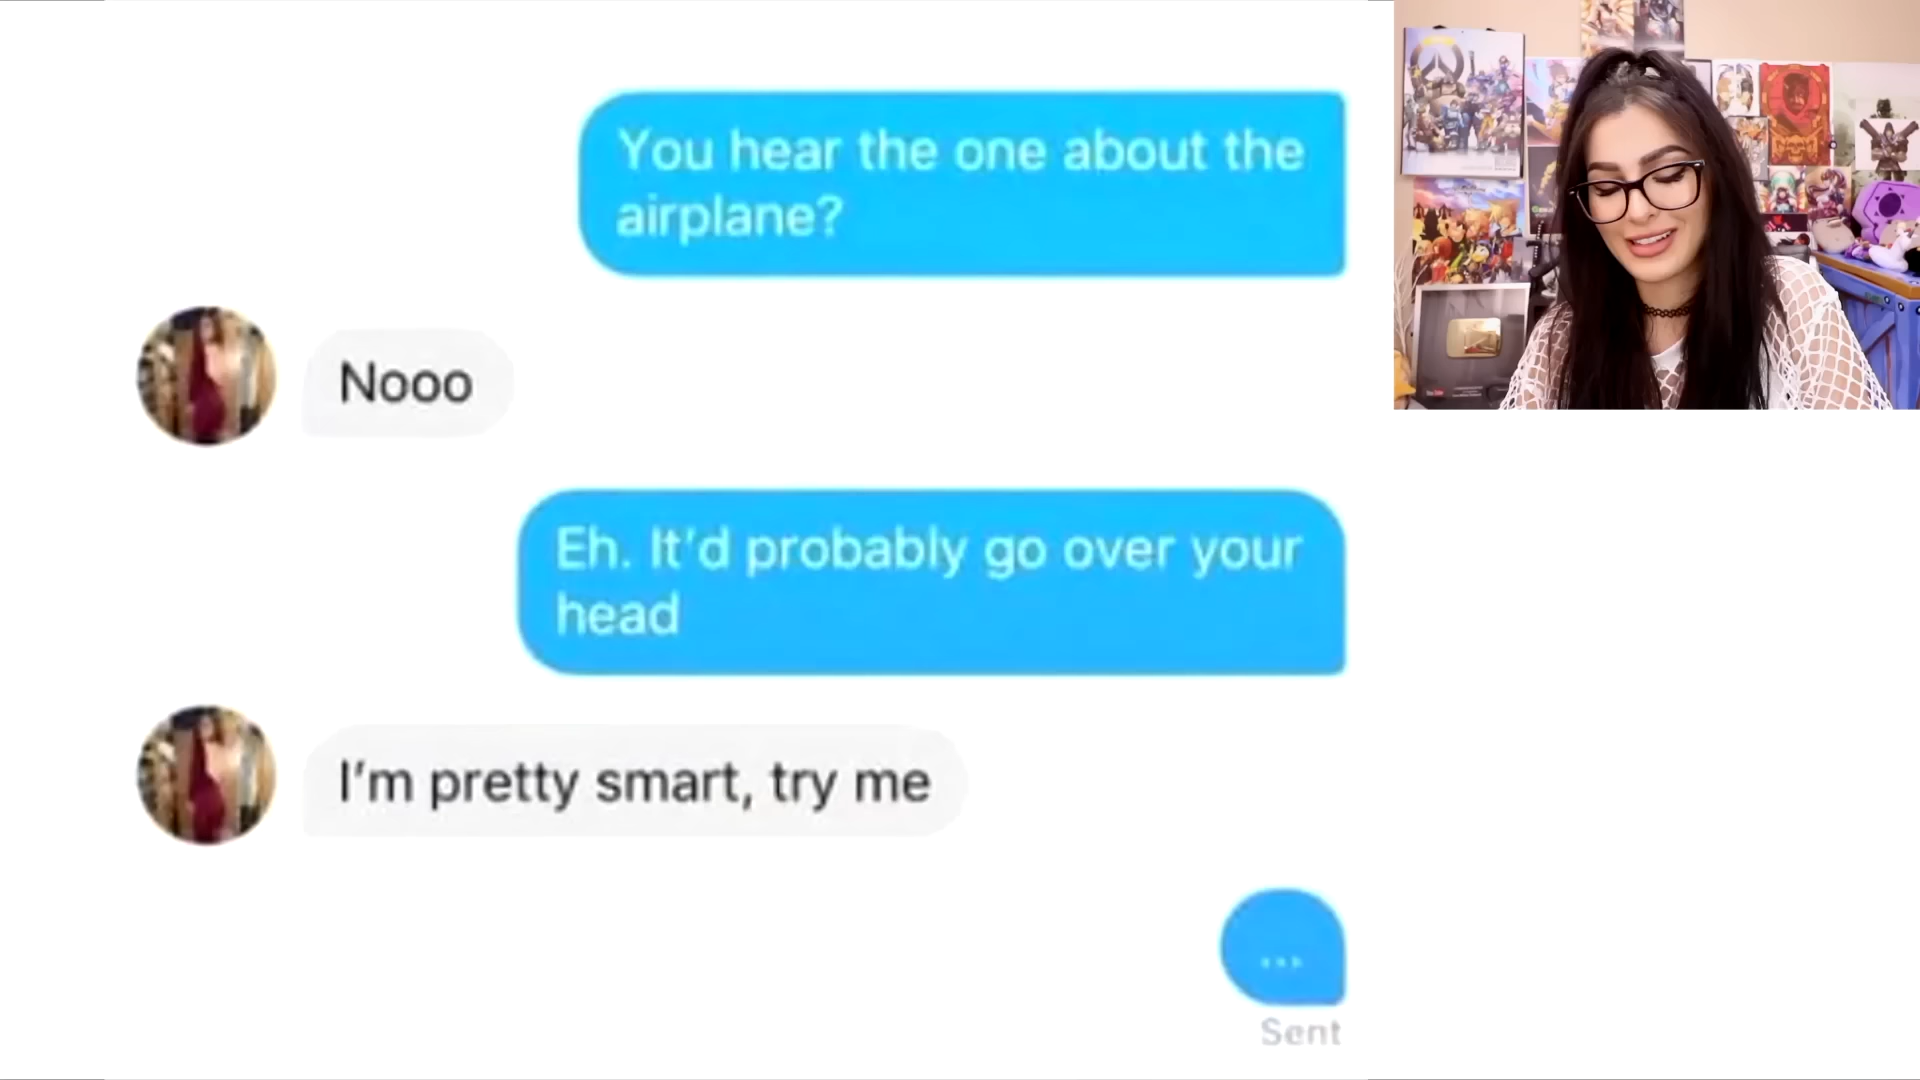 You hear the one about the
airplane?
Nooo
Eh. It'd probably go over your
head
I'm pretty smart, try me
...
Sent